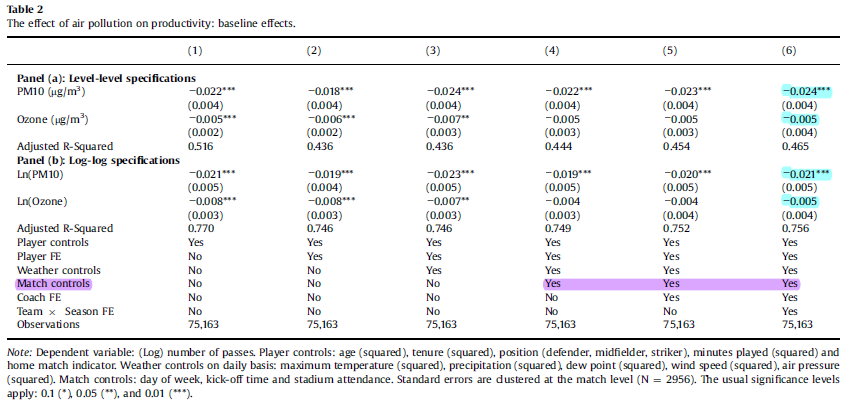 Table 2
The effect of air pollution on productivity: baseline effects.
(1) (2) (3) (4) (5) (6)
Panel (a): Level-level specifications
PM10 (μg/m³) −0.022*** −0.018*** −0.024*** −0.022*** −0.023*** −0.024***
(0.004) (0.004) (0.004) (0.004) (0.004) (0.004)
Ozone (μg/m³) −0.005*** −0.006*** −0.007** −0.005 −0.005 −0.005
(0.002) (0.002) (0.003) (0.003) (0.003) (0.004)
Adjusted R-Squared 0.516 0.436 0.436 0.444 0.454 0.465
Panel (b): Log-log specifications
Ln(PM10) −0.021*** −0.019*** −0.023*** −0.019*** −0.020*** −0.021***
(0.005) (0.004) (0.005) (0.005) (0.005) (0.005)
Ln(Ozone) −0.008*** −0.008*** −0.007** −0.004 −0.004 −0.005
(0.003) (0.003) (0.003) (0.003) (0.004) (0.004)
Adjusted R-Squared 0.770 0.746 0.746 0.749 0.752 0.756
Player controls Yes Yes Yes Yes Yes Yes
Player FE No Yes Yes Yes Yes Yes
Weather controls No No Yes Yes Yes Yes
Match controls No No No Yes Yes Yes
Coach FE No No No No Yes Yes
Team × Season FE No No No No No Yes
Observations 75,163 75,163 75,163 75,163 75,163 75,163
Note: Dependent variable: (Log) number of passes. Player controls: age (squared), tenure (squared), position (defender, midfielder, striker), minutes played (squared) and
home match indicator. Weather controls on daily basis: maximum temperature (squared), precipitation (squared), dew point (squared), wind speed (squared), air pressure
(squared). Match controls: day of week, kick-off time and stadium attendance. Standard errors are clustered at the match level (N = 2956). The usual significance levels
apply: 0.1 (*), 0.05 (**), and 0.01 (***).